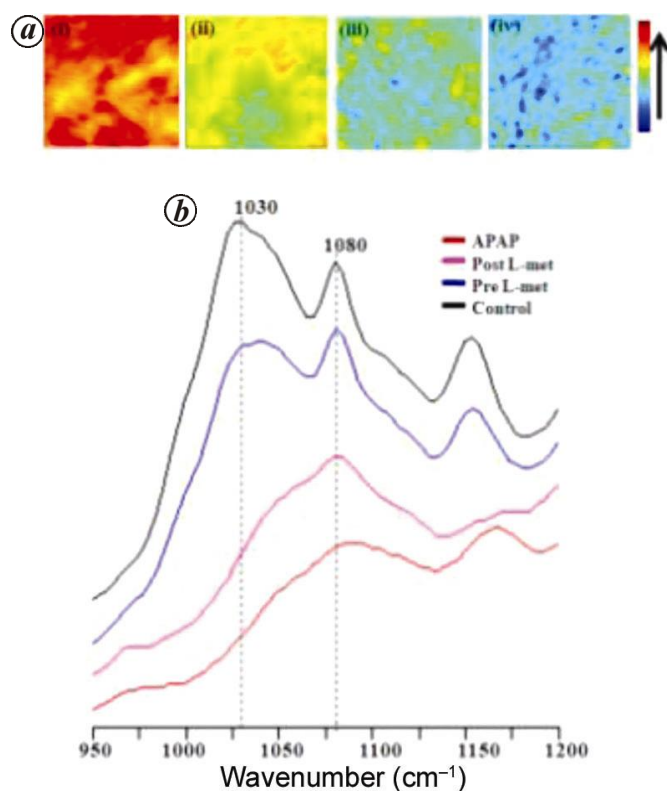 a (i) (ii) (iii) (iv)
b
1030
1080
APAP
Post L-met
Pre L-met
Control
950 1000 1050 1100 1150 1200
Wavenumber (cm⁻¹)